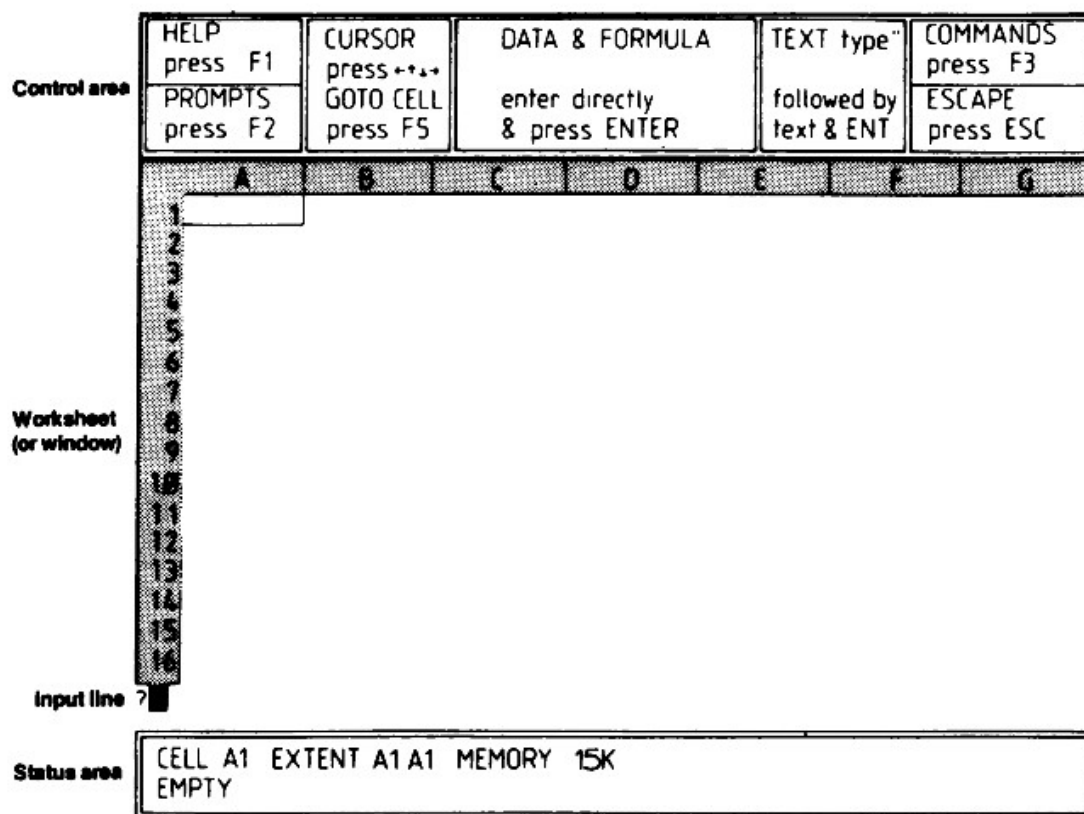 HELP
press F1
PROMPTS
press F2
CURSOR
press ←↑↓→
GOTO CELL
press F5
DATA & FORMULA
enter directly
& press ENTER
TEXT type"
followed by
text & ENT
COMMANDS
press F3
ESCAPE
press ESC
Control area
A B C D E F G
1
2
3
4
5
6
7
8
9
10
11
12
13
14
15
16
Worksheet
(or window)
Input line ?
Status area
CELL A1 EXTENT A1 A1 MEMORY 15K
EMPTY